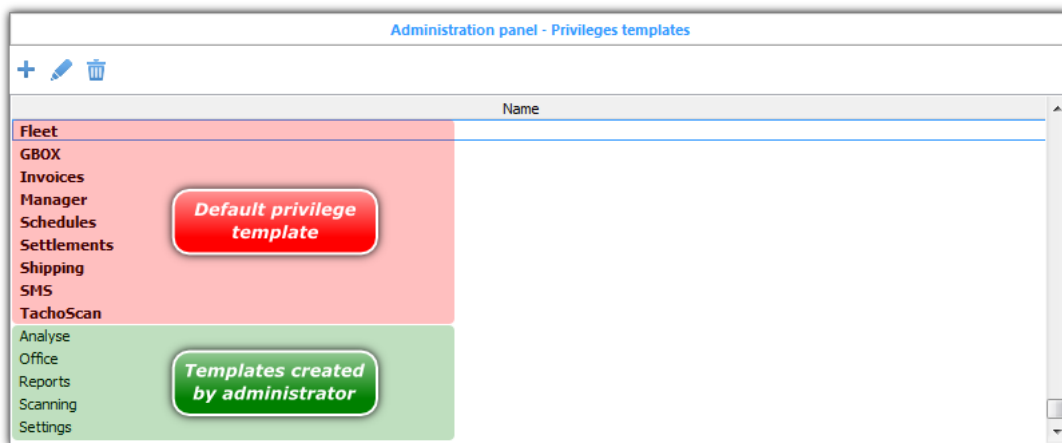 Administration panel - Privileges templates
Name
Fleet
GBOX
Invoices
Manager
Schedules
Settlements
Shipping
SMS
TachoScan
Default privilege
template
Analyse
Office
Reports
Scanning
Settings
Templates created
by administrator